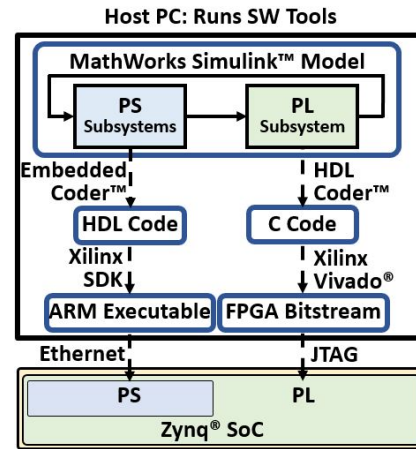 Host PC: Runs SW Tools
MathWorks Simulink™ Model
PS
Subsystems
PL
Subsystem
Embedded
Coder™
HDL
Coder™
HDL Code
C Code
Xilinx
SDK
Xilinx
Vivado®
ARM Executable
FPGA Bitstream
Ethernet
JTAG
PS
PL
Zynq® SoC